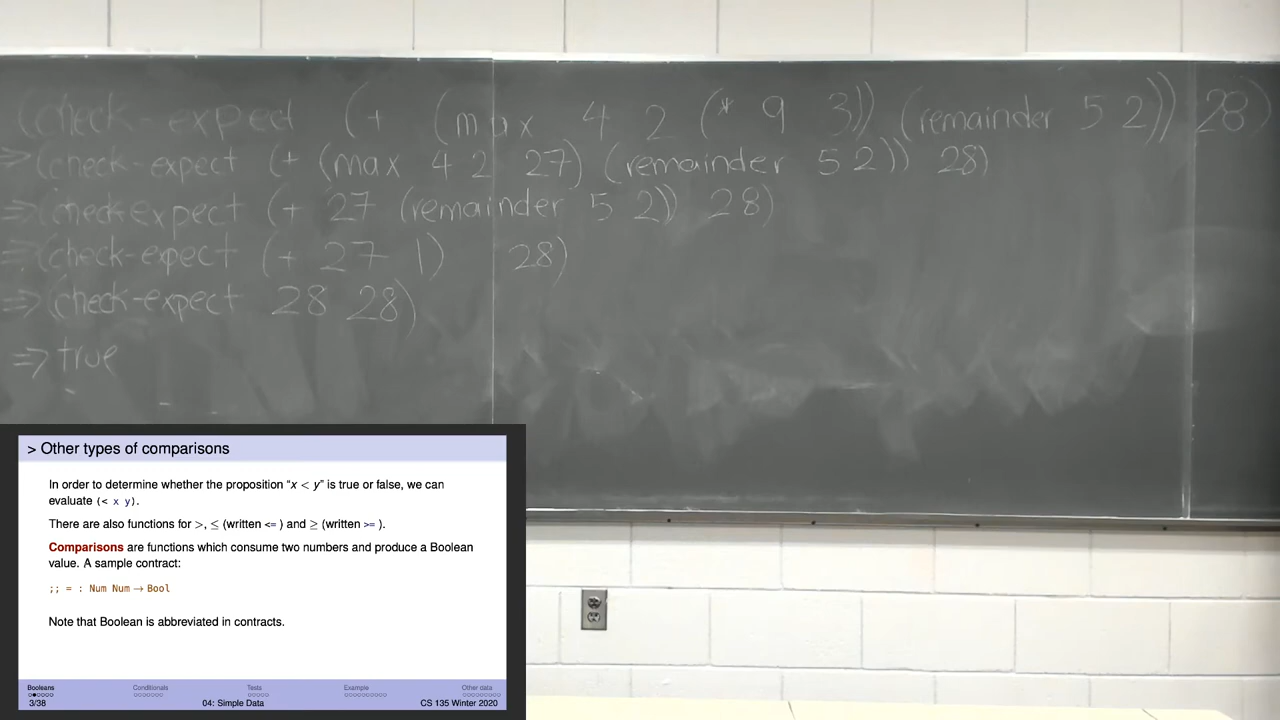 (check-expect (+ (max 4 2 (* 9 3)) (remainder 5 2)) 28)
=> (check-expect (+ (max 4 2 27) (remainder 5 2)) 28)
=> (checkexpect (+ 27 (remainder 5 2)) 28)
=> (check-expect (+ 27 1) 28)
=> (check-expect 28 28)
=> true
> Other types of comparisons
In order to determine whether the proposition “x < y” is true or false, we can
evaluate (< x y).
There are also functions for >, ≤ (written <= ) and ≥ (written >= ).
Comparisons are functions which consume two numbers and produce a Boolean
value. A sample contract:
;; = : Num Num → Bool
Note that Boolean is abbreviated in contracts.
Booleans Conditionals Tests Example Other data
3/38 04: Simple Data CS 135 Winter 2020